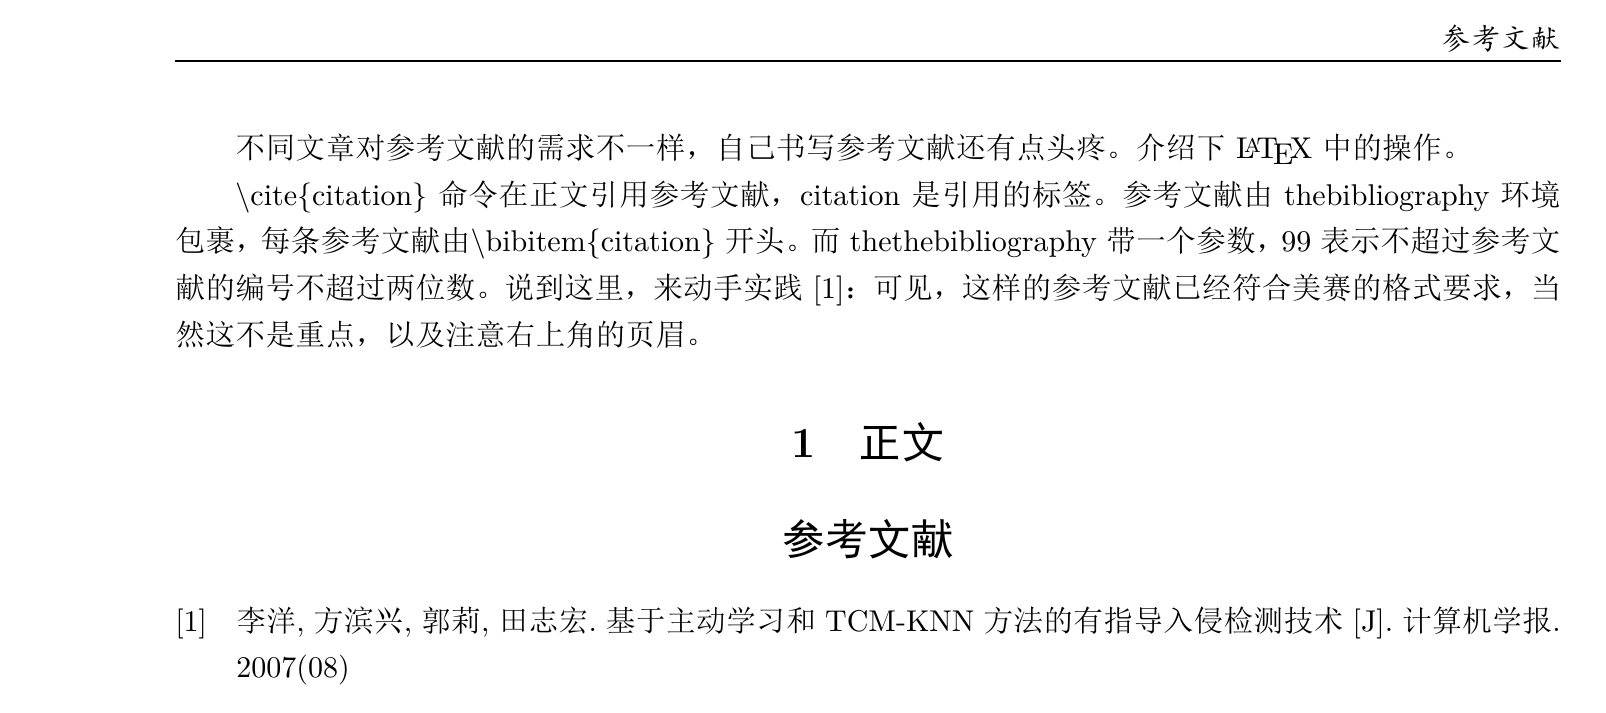 参考文献
不同文章对参考文献的需求不一样，自己书写参考文献还有点头疼。介绍下 LATEX 中的操作。
\cite{citation} 命令在正文引用参考文献，citation 是引用的标签。参考文献由 thebibliography 环境
包裹，每条参考文献由\bibitem{citation} 开头。而 thethebibliography 带一个参数，99 表示不超过参考文
献的编号不超过两位数。说到这里，来动手实践 [1]：可见，这样的参考文献已经符合美赛的格式要求，当
然这不是重点，以及注意右上角的页眉。
1 正文
参考文献
[1] 李洋, 方滨兴, 郭莉, 田志宏. 基于主动学习和 TCM-KNN 方法的有指导入侵检测技术 [J]. 计算机学报.
2007(08)